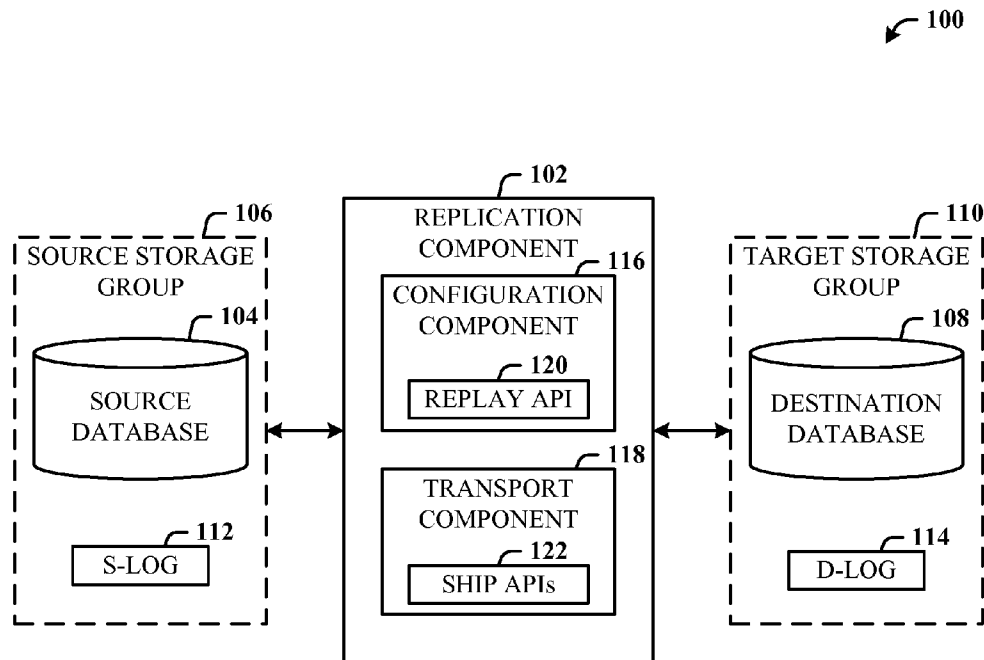 100
102
REPLICATION
COMPONENT
106
SOURCE STORAGE
GROUP
104
SOURCE
DATABASE
112
S-LOG
116
CONFIGURATION
COMPONENT
120
REPLAY API
118
TRANSPORT
COMPONENT
122
SHIP APIs
110
TARGET STORAGE
GROUP
108
DESTINATION
DATABASE
114
D-LOG